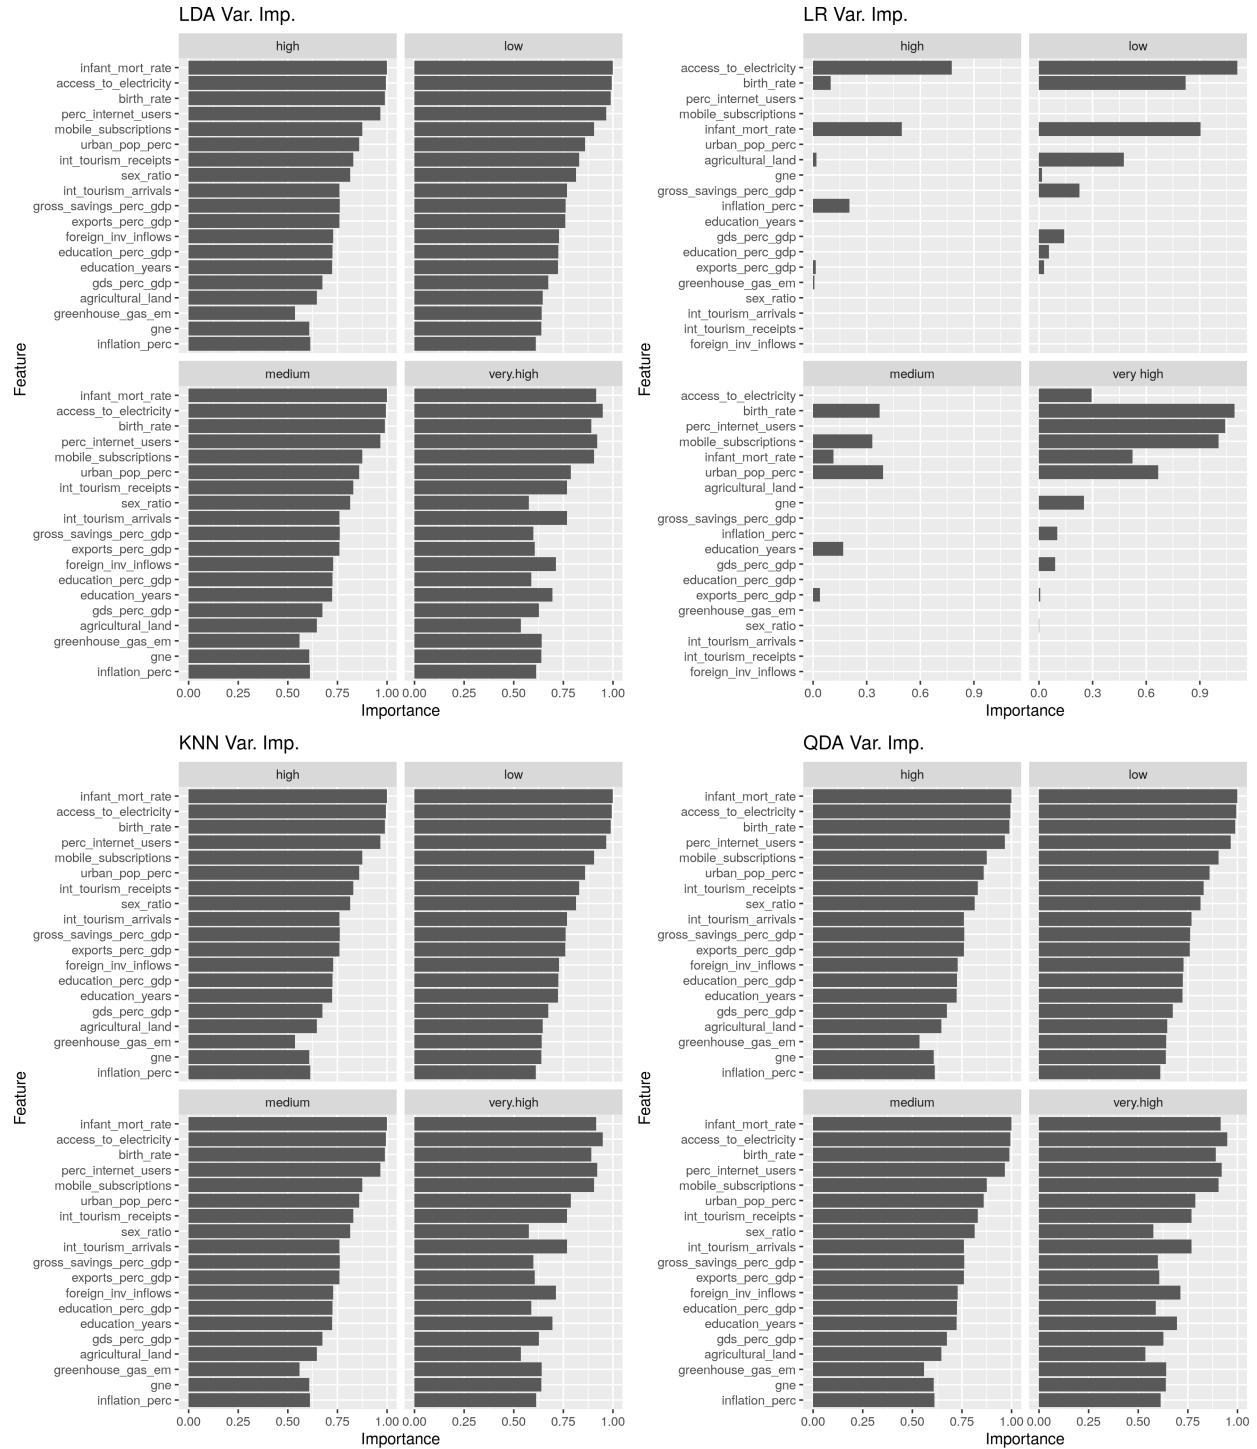 LDA Var. Imp.
high
low
infant_mort_rate
access_to_electricity
birth_rate
perc_internet_users
mobile_subscriptions
urban_pop_perc
int_tourism_receipts
sex_ratio
int_tourism_arrivals
gross_savings_perc_gdp
exports_perc_gdp
foreign_inv_inflows
education_perc_gdp
education_years
gds_perc_gdp
agricultural_land
greenhouse_gas_em
gne
inflation_perc
Feature
medium
very.high
infant_mort_rate
access_to_electricity
birth_rate
perc_internet_users
mobile_subscriptions
urban_pop_perc
int_tourism_receipts
sex_ratio
int_tourism_arrivals
gross_savings_perc_gdp
exports_perc_gdp
foreign_inv_inflows
education_perc_gdp
education_years
gds_perc_gdp
agricultural_land
greenhouse_gas_em
gne
inflation_perc
0.00 0.25 0.50 0.75 1.00 0.00 0.25 0.50 0.75 1.00
Importance
LR Var. Imp.
high
low
access_to_electricity
birth_rate
perc_internet_users
mobile_subscriptions
infant_mort_rate
urban_pop_perc
agricultural_land
gne
gross_savings_perc_gdp
inflation_perc
education_years
gds_perc_gdp
education_perc_gdp
exports_perc_gdp
greenhouse_gas_em
sex_ratio
int_tourism_arrivals
int_tourism_receipts
foreign_inv_inflows
Feature
medium
very high
access_to_electricity
birth_rate
perc_internet_users
mobile_subscriptions
infant_mort_rate
urban_pop_perc
agricultural_land
gne
gross_savings_perc_gdp
inflation_perc
education_years
gds_perc_gdp
education_perc_gdp
exports_perc_gdp
greenhouse_gas_em
sex_ratio
int_tourism_arrivals
int_tourism_receipts
foreign_inv_inflows
0.0 0.3 0.6 0.9 0.0 0.3 0.6 0.9
Importance
KNN Var. Imp.
high
low
infant_mort_rate
access_to_electricity
birth_rate
perc_internet_users
mobile_subscriptions
urban_pop_perc
int_tourism_receipts
sex_ratio
int_tourism_arrivals
gross_savings_perc_gdp
exports_perc_gdp
foreign_inv_inflows
education_perc_gdp
education_years
gds_perc_gdp
agricultural_land
greenhouse_gas_em
gne
inflation_perc
Feature
medium
very.high
infant_mort_rate
access_to_electricity
birth_rate
perc_internet_users
mobile_subscriptions
urban_pop_perc
int_tourism_receipts
sex_ratio
int_tourism_arrivals
gross_savings_perc_gdp
exports_perc_gdp
foreign_inv_inflows
education_perc_gdp
education_years
gds_perc_gdp
agricultural_land
greenhouse_gas_em
gne
inflation_perc
0.00 0.25 0.50 0.75 1.00 0.00 0.25 0.50 0.75 1.00
Importance
QDA Var. Imp.
high
low
infant_mort_rate
access_to_electricity
birth_rate
perc_internet_users
mobile_subscriptions
urban_pop_perc
int_tourism_receipts
sex_ratio
int_tourism_arrivals
gross_savings_perc_gdp
exports_perc_gdp
foreign_inv_inflows
education_perc_gdp
education_years
gds_perc_gdp
agricultural_land
greenhouse_gas_em
gne
inflation_perc
Feature
medium
very.high
infant_mort_rate
access_to_electricity
birth_rate
perc_internet_users
mobile_subscriptions
urban_pop_perc
int_tourism_receipts
sex_ratio
int_tourism_arrivals
gross_savings_perc_gdp
exports_perc_gdp
foreign_inv_inflows
education_perc_gdp
education_years
gds_perc_gdp
agricultural_land
greenhouse_gas_em
gne
inflation_perc
0.00 0.25 0.50 0.75 1.00 0.00 0.25 0.50 0.75 1.00
Importance